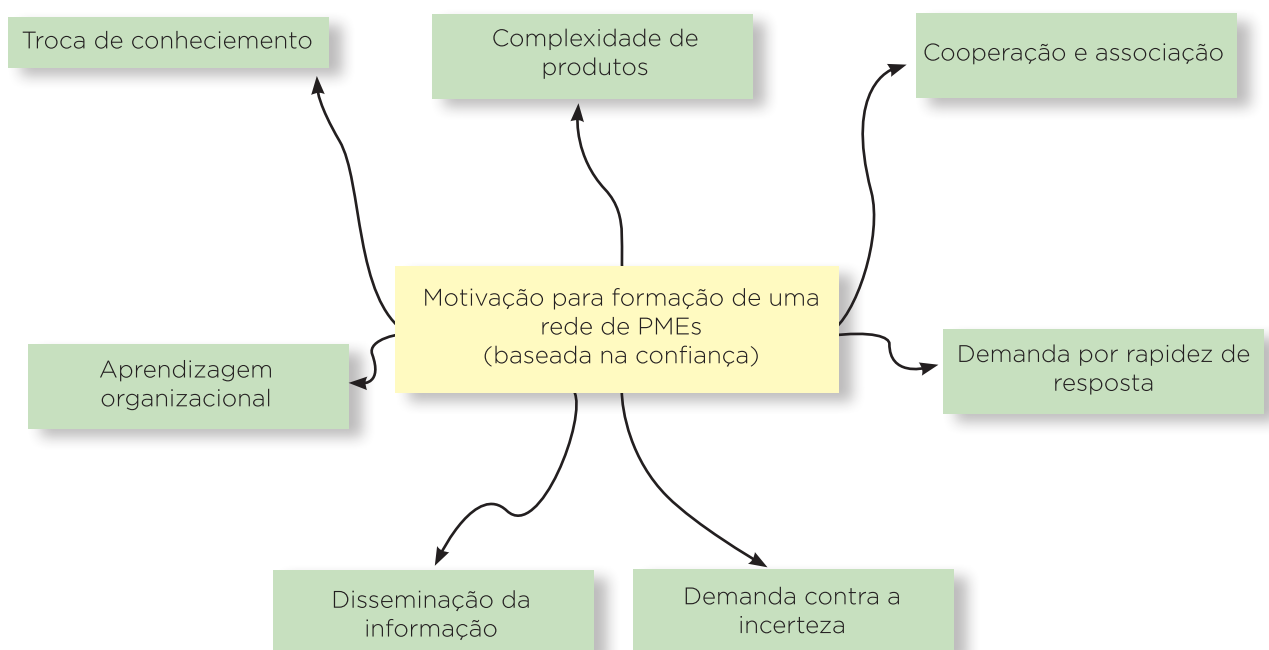 Troca de conheciemento
Complexidade de
produtos
Cooperação e associação
Motivação para formação de uma
rede de PMEs
(baseada na confiança)
Aprendizagem
organizacional
Demanda por rapidez de
resposta
Disseminação da
informação
Demanda contra a
incerteza